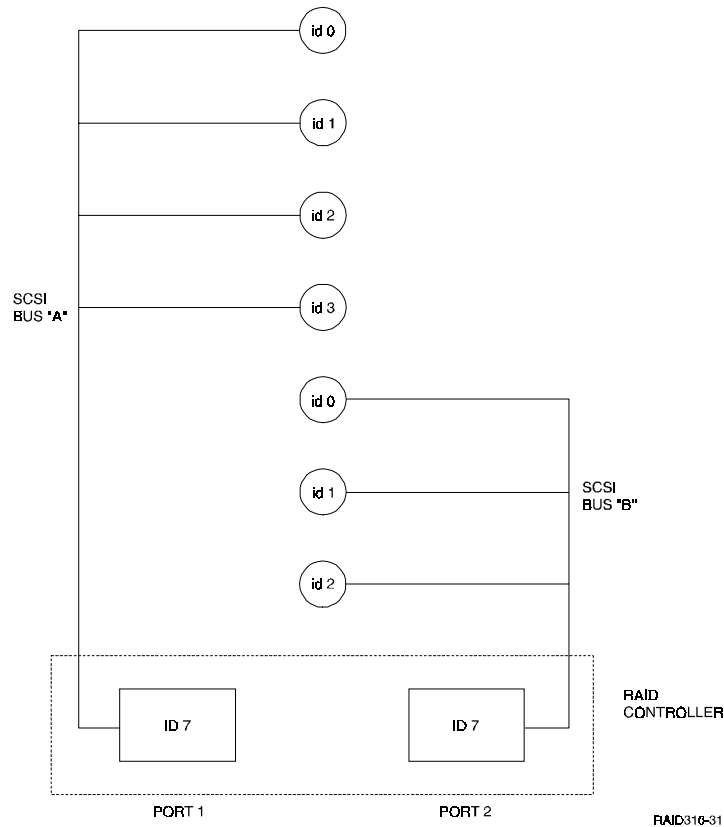 id 0
id 1
id 2
SCSI
BUS "A"
id 3
id 0
id 1
SCSI
BUS "B"
id 2
ID 7
ID 7
RAID
CONTROLLER
PORT 1
PORT 2
RAID316-31